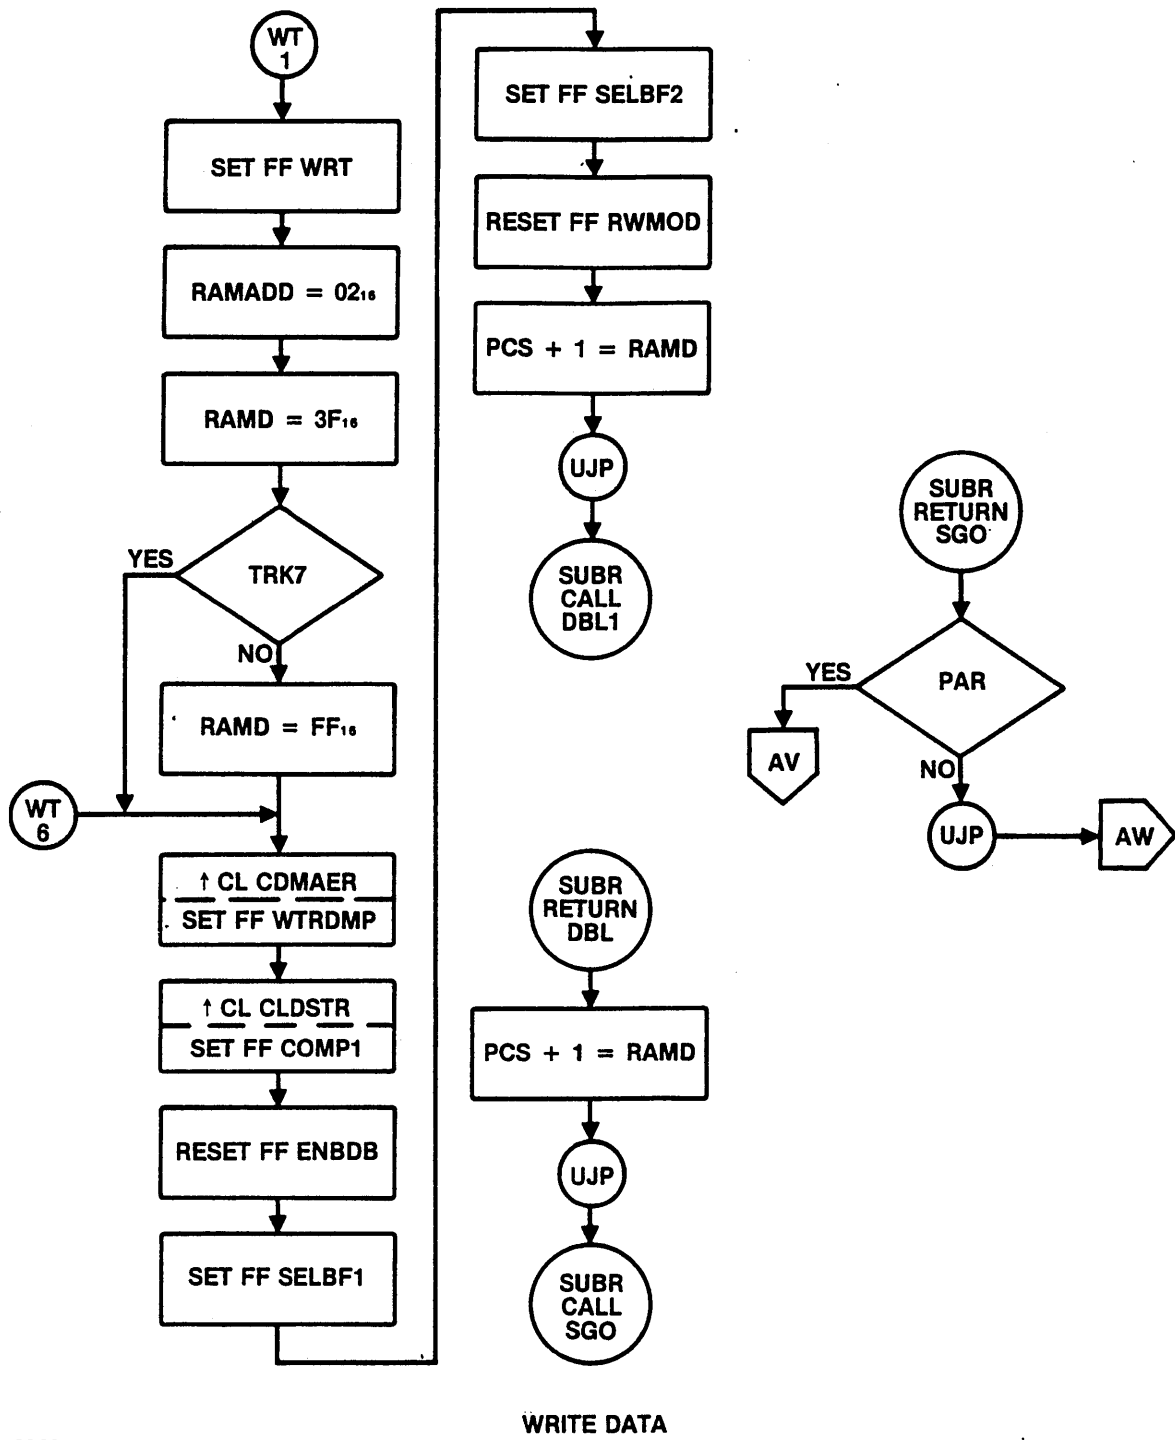 WT
1
SET FF WRT
RAMADD = 02₁₆
RAMD = 3F₁₆
TRK7
YES
NO
RAMD = FF₁₆
WT
6
↑ CL CDMAER
SET FF WTRDMP
↑ CL CLDSTR
SET FF COMP1
RESET FF ENBDB
SET FF SELBF1
SET FF SELBF2
RESET FF RWMOD
PCS + 1 = RAMD
UJP
SUBR
CALL
DBL1
SUBR
RETURN
DBL
PCS + 1 = RAMD
UJP
SUBR
CALL
SGO
SUBR
RETURN
SGO
PAR
YES
AV
NO
UJP
AW
WRITE DATA